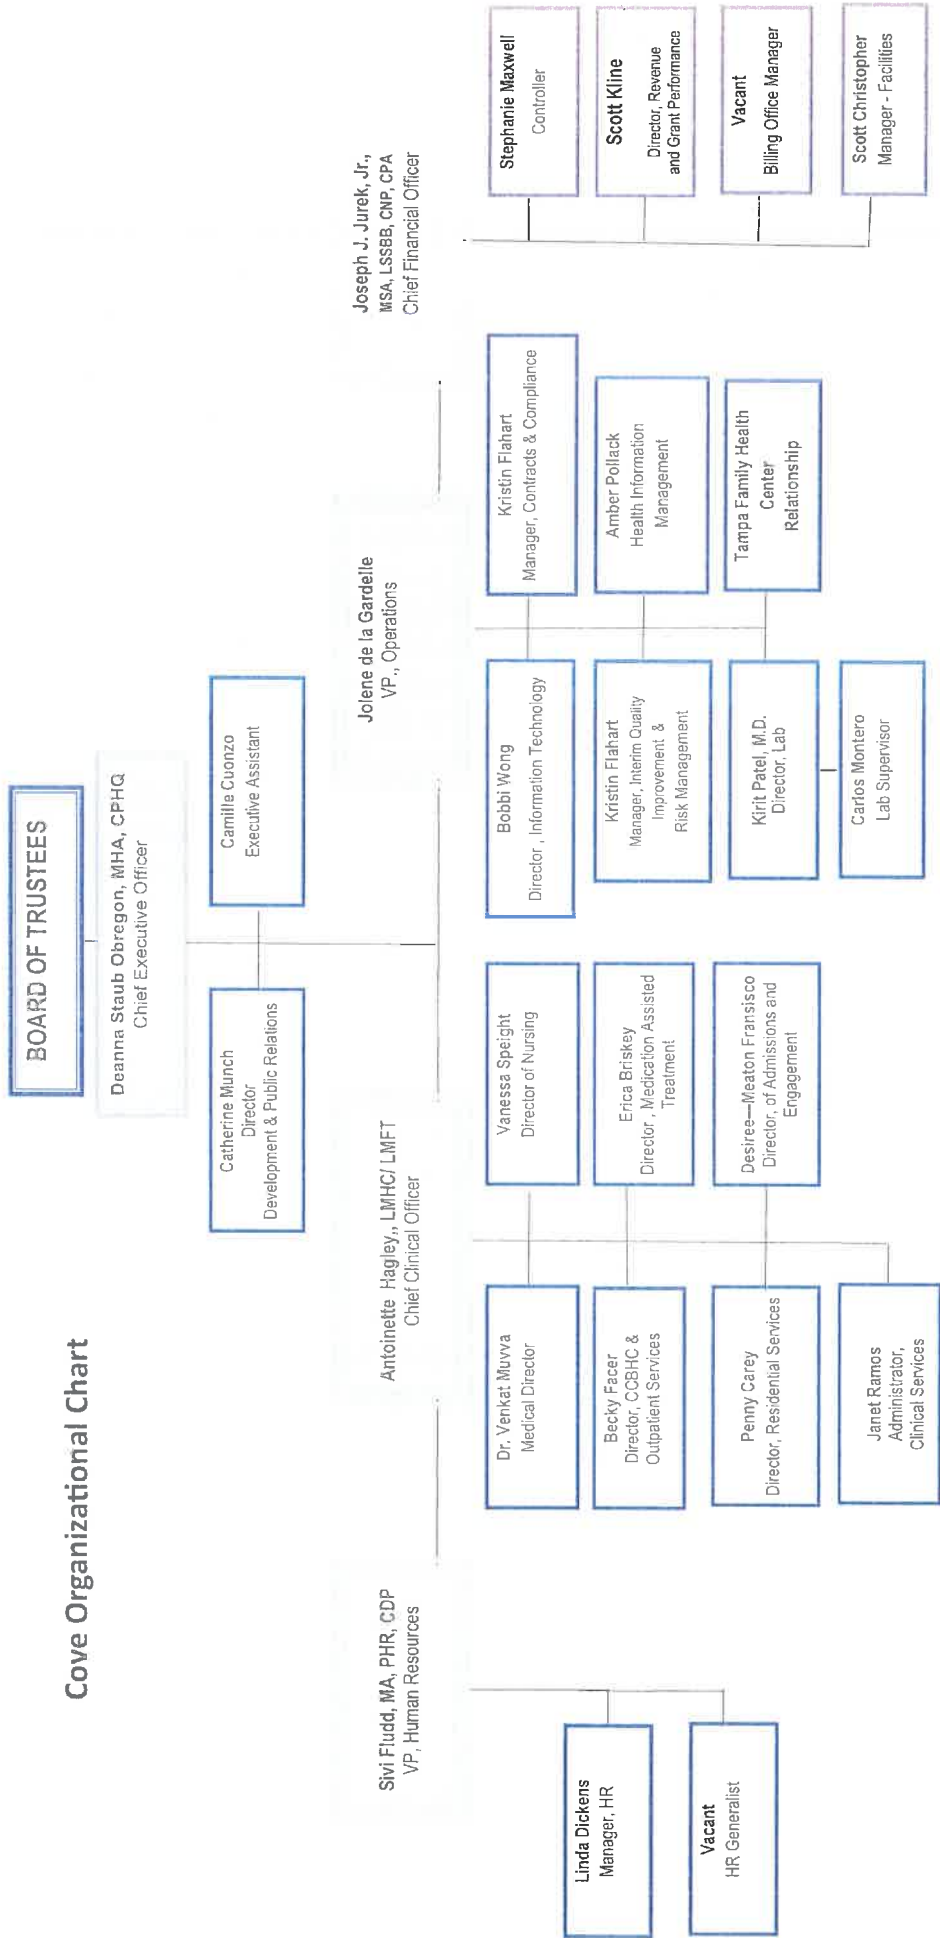 Cove Organizational Chart
BOARD OF TRUSTEES
Deanna Staub Obregon, MHA, CPHQ
Chief Executive Officer
Catherine Munch
Director
Development & Public Relations
Camille Cuonzo
Executive Assistant
Sivi Fludd, MA, PHR, CDP
VP, Human Resources
Antoinette Hagley,, LMHC/ LMFT
Chief Clinical Officer
Jolene de la Gardelle
VP., Operations
Joseph J. Jurek, Jr.,
MSA, LSSBB, CNP, CPA
Chief Financial Officer
Linda Dickens
Manager, HR
Vacant
HR Generalist
Dr. Venkat Muvva
Medical Director
Vanessa Speight
Director of Nursing
Becky Facer
Director, CCBHC &
Outpatient Services
Erica Briskey
Director , Medication Assisted
Treatment
Penny Carey
Director, Residential Services
Desiree—Meaton Fransisco
Director, of Admissions and
Engagement
Janet Ramos
Administrator,
Clinical Services
Bobbi Wong
Director , Information Technology
Kristin Flahart
Manager, Contracts & Compliance
Kristin Flahart
Manager, Interim Quality
Improvement &
Risk Management
Amber Pollack
Health Information
Management
Kirit Patel, M.D.
Director, Lab
Tampa Family Health
Center
Relationship
Carlos Montero
Lab Supervisor
Stephanie Maxwell
Controller
Scott Kline
Director, Revenue
and Grant Performance
Vacant
Billing Office Manager
Scott Christopher
Manager - Facilities